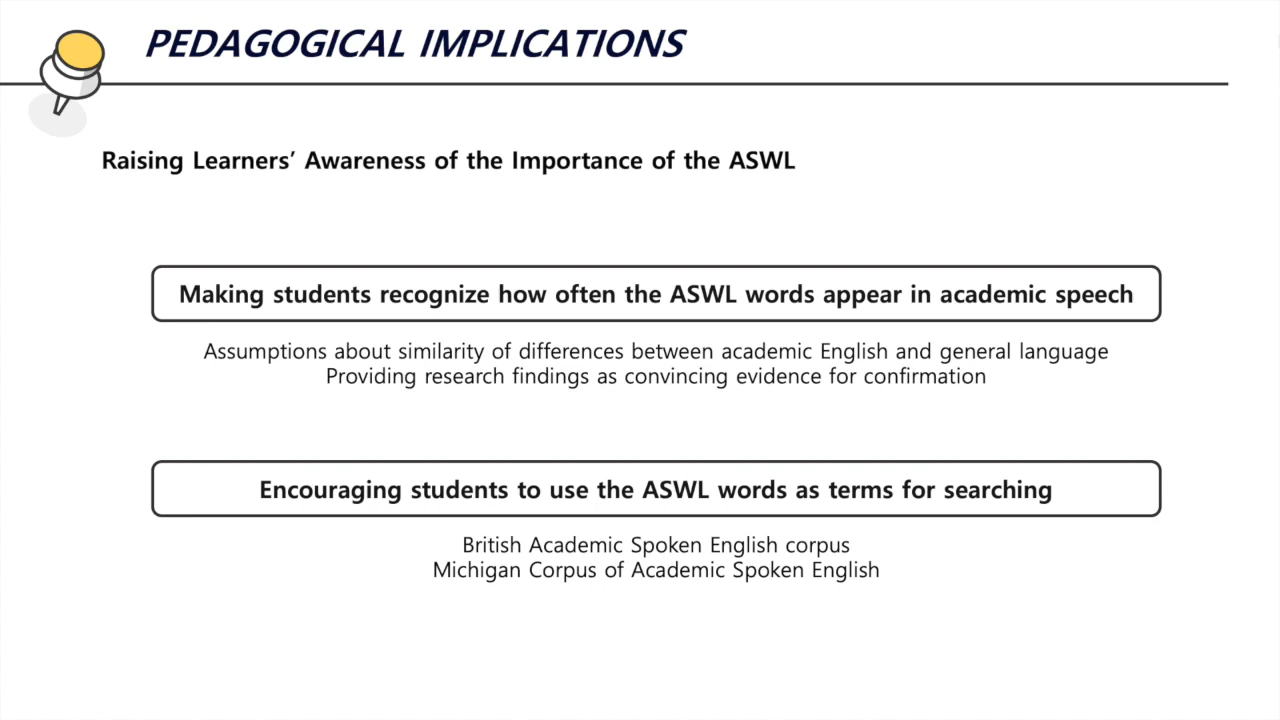 PEDAGOGICAL IMPLICATIONS
Raising Learners’ Awareness of the Importance of the ASWL
Making students recognize how often the ASWL words appear in academic speech
Assumptions about similarity of differences between academic English and general language
Providing research findings as convincing evidence for confirmation
Encouraging students to use the ASWL words as terms for searching
British Academic Spoken English corpus
Michigan Corpus of Academic Spoken English